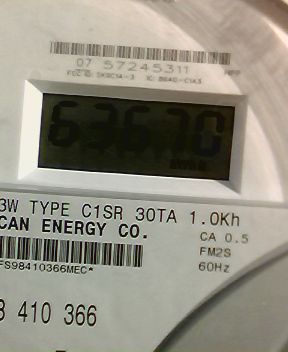 07 57245311
63670
3W TYPE C1SR 30TA 1.0Kh
CAN ENERGY CO.
CA 0.5
FM2S
60Hz
FS98410366MEC*
8 410 366